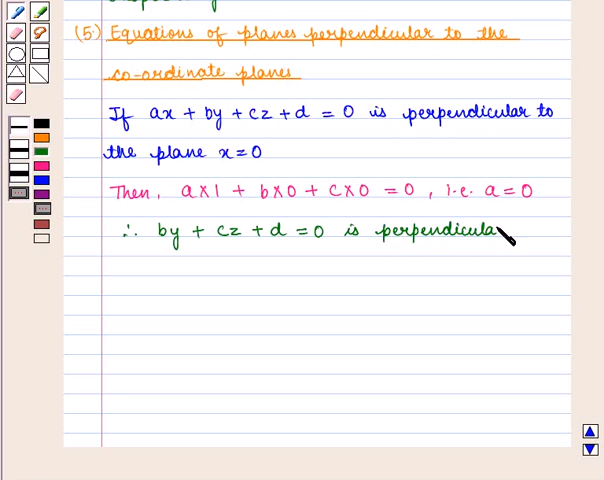 (5.) Equations of planes perpendicular to the
co-ordinate planes
If ax + by + cz + d = 0 is perpendicular to
the plane x=0
Then, a×1 + b×0 + c×0 = 0, i.e. a=0
∴ by + cz + d = 0 is perpendicula